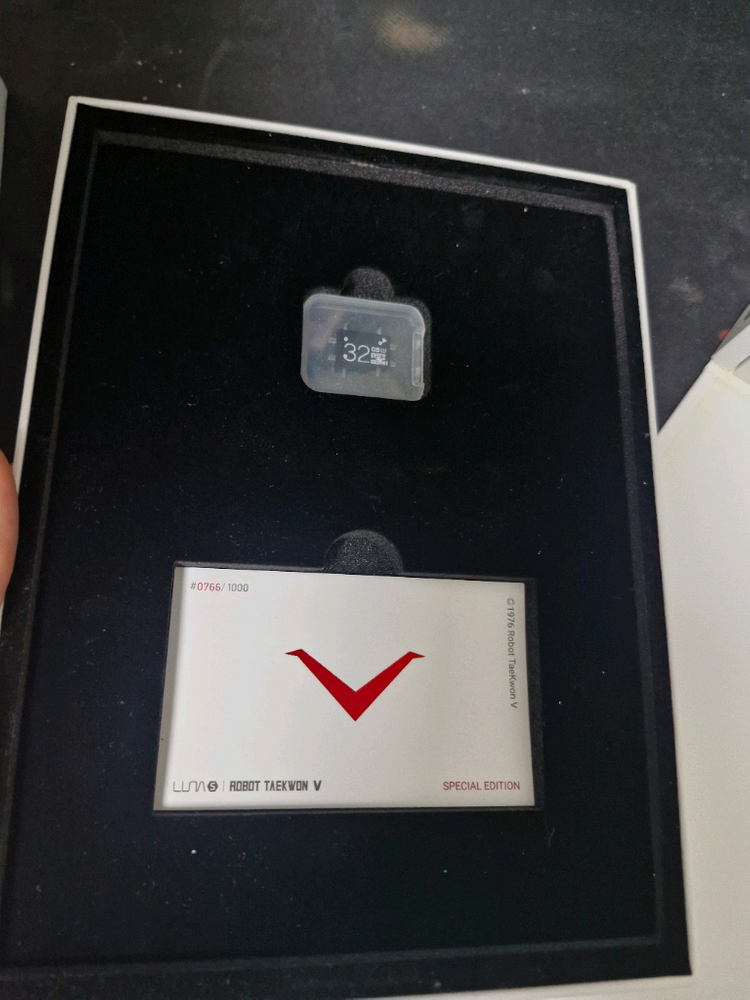 32
#0766/1000
©1976 Robot TaeKwon V
LUNA S | ROBOT TAEKWON V
SPECIAL EDITION